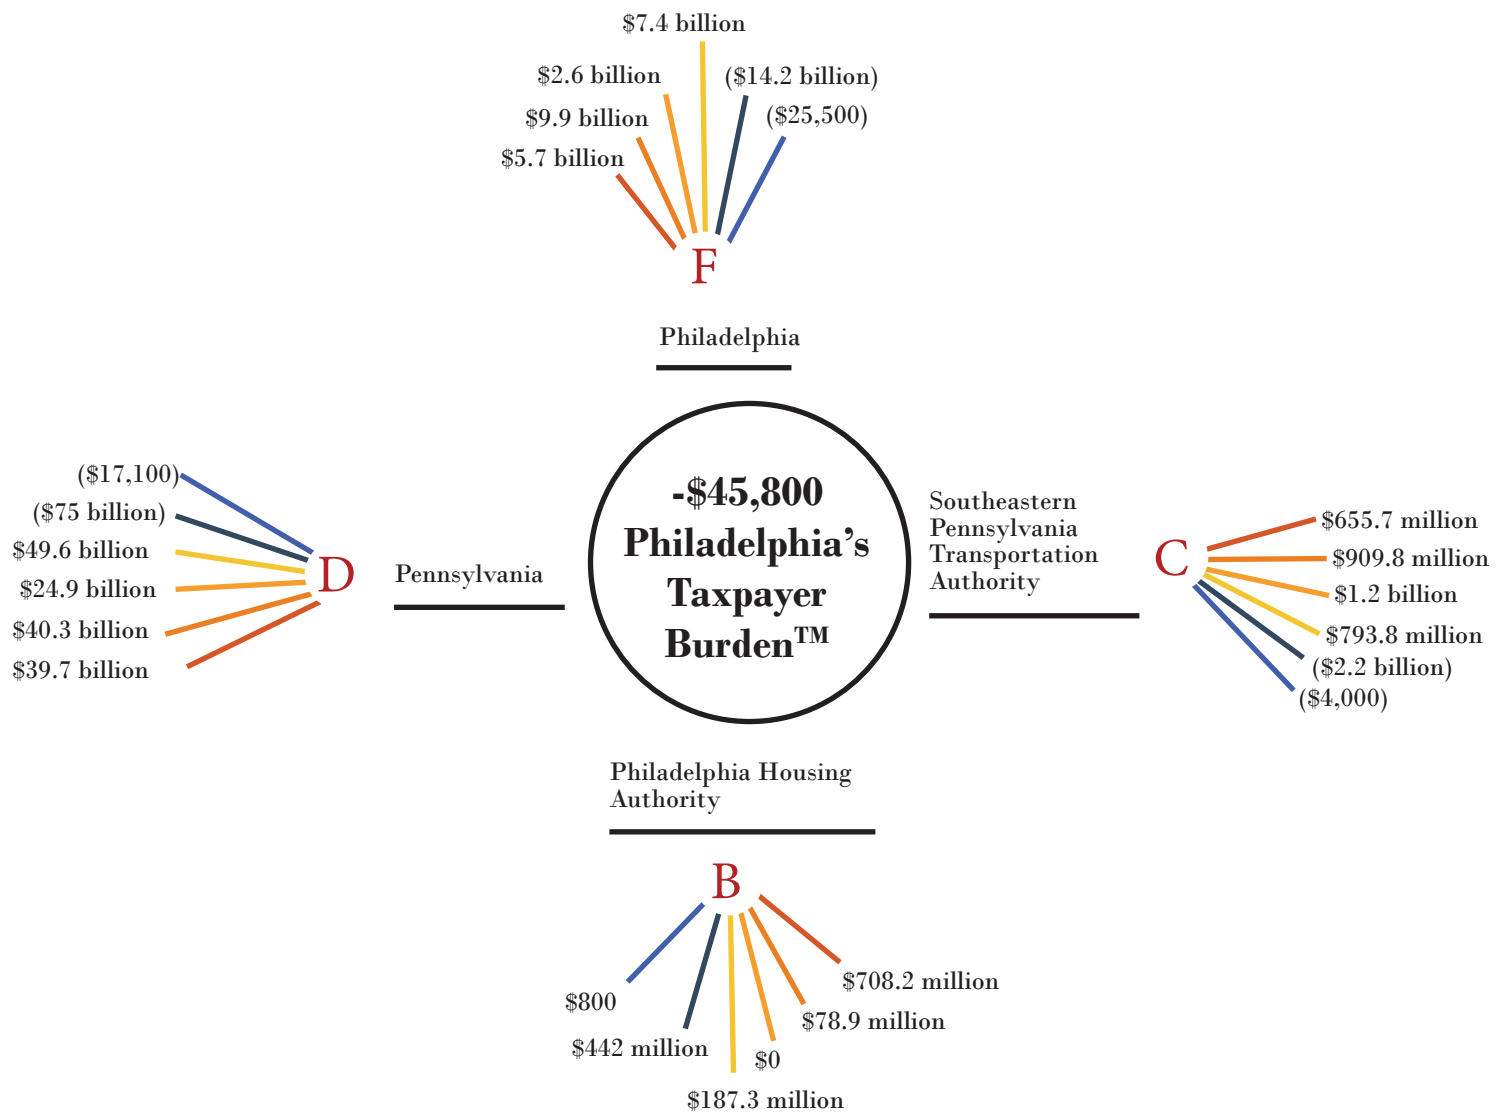 $7.4 billion
$2.6 billion
($14.2 billion)
$9.9 billion
($25,500)
$5.7 billion
F
Philadelphia
-$45,800
Philadelphia’s
Taxpayer
Burden™
($17,100)
($75 billion)
$49.6 billion
$24.9 billion
$40.3 billion
$39.7 billion
D
Pennsylvania
Southeastern
Pennsylvania
Transportation
Authority
C
$655.7 million
$909.8 million
$1.2 billion
$793.8 million
($2.2 billion)
($4,000)
Philadelphia Housing
Authority
B
$800
$442 million
$187.3 million
$0
$78.9 million
$708.2 million